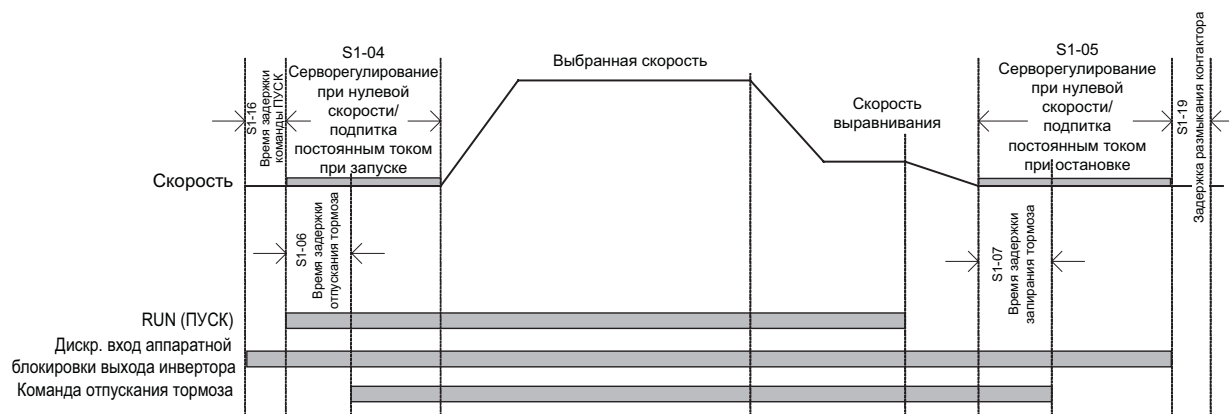 S1-04
Серворегулирование
при нулевой
скорости/
подпитка
постоянным током
при запуске
S1-16
Время задержки
команды ПУСК
Выбранная скорость
Скорость
выравнивания
S1-05
Серворегулирование
при нулевой
скорости/
подпитка
постоянным током
при остановке
S1-19
Задержка размыкания контактора
Скорость
S1-06
Время задержки
отпускания тормоза
S1-07
Время задержки
запирания тормоза
RUN (ПУСК)
Дискр. вход аппаратной
блокировки выхода инвертора
Команда отпускания тормоза